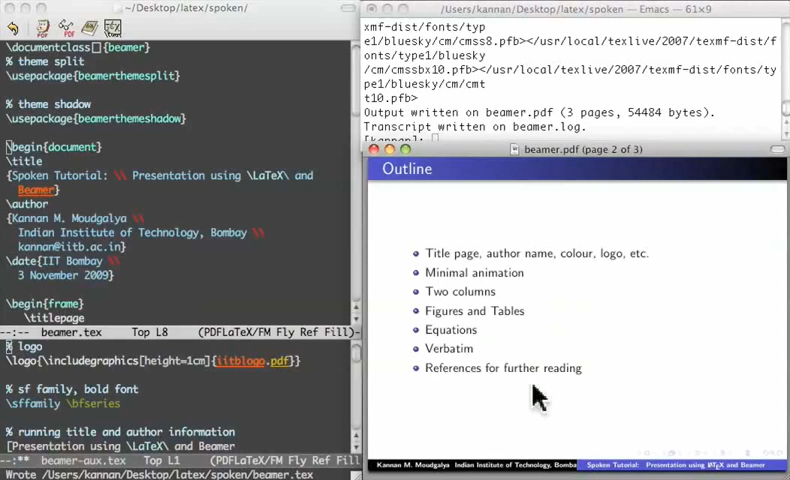 ~/Desktop/latex/spoken/
\documentclass[]{beamer}
% theme split
\usepackage{beamerthemesplit}
% theme shadow
\usepackage{beamerthemeshadow}
\begin{document}
\title
{Spoken Tutorial: \\ Presentation using \LaTeX\ and
Beamer}
\author
{Kannan M. Moudgalya \\
Indian Institute of Technology, Bombay \\
kannan@iitb.ac.in}
\date{IIT Bombay \\
3 November 2009}
\begin{frame}
\titlepage
--:-- beamer.tex Top L8 (PDFLaTeX/FM Fly Ref Fill)-
% logo
\logo{\includegraphics[height=1cm]{iitblogo.pdf}}
% sf family, bold font
\sffamily \bfseries
% running title and author information
[Presentation using \LaTeX\ and Beamer
--:** beamer-aux.tex Top L1 (PDFLaTeX/FM Fly Ref Fill
Wrote /Users/kannan/Desktop/latex/spoken/beamer.tex
/Users/kannan/Desktop/latex/spoken — Emacs — 61×9
xmf-dist/fonts/typ
e1/bluesky/cm/cmss8.pfb></usr/local/texlive/2007/texmf-dist/f
onts/type1/bluesky
/cm/cmssbx10.pfb></usr/local/texlive/2007/texmf-dist/fonts/ty
pe1/bluesky/cm/cmt
t10.pfb>
Output written on beamer.pdf (3 pages, 54484 bytes).
Transcript written on beamer.log.
beamer.pdf (page 2 of 3)
Outline
Title page, author name, colour, logo, etc.
Minimal animation
Two columns
Figures and Tables
Equations
Verbatim
References for further reading
Kannan M. Moudgalya Indian Institute of Technology, Bomba Spoken Tutorial: Presentation using LaTeX and Beamer